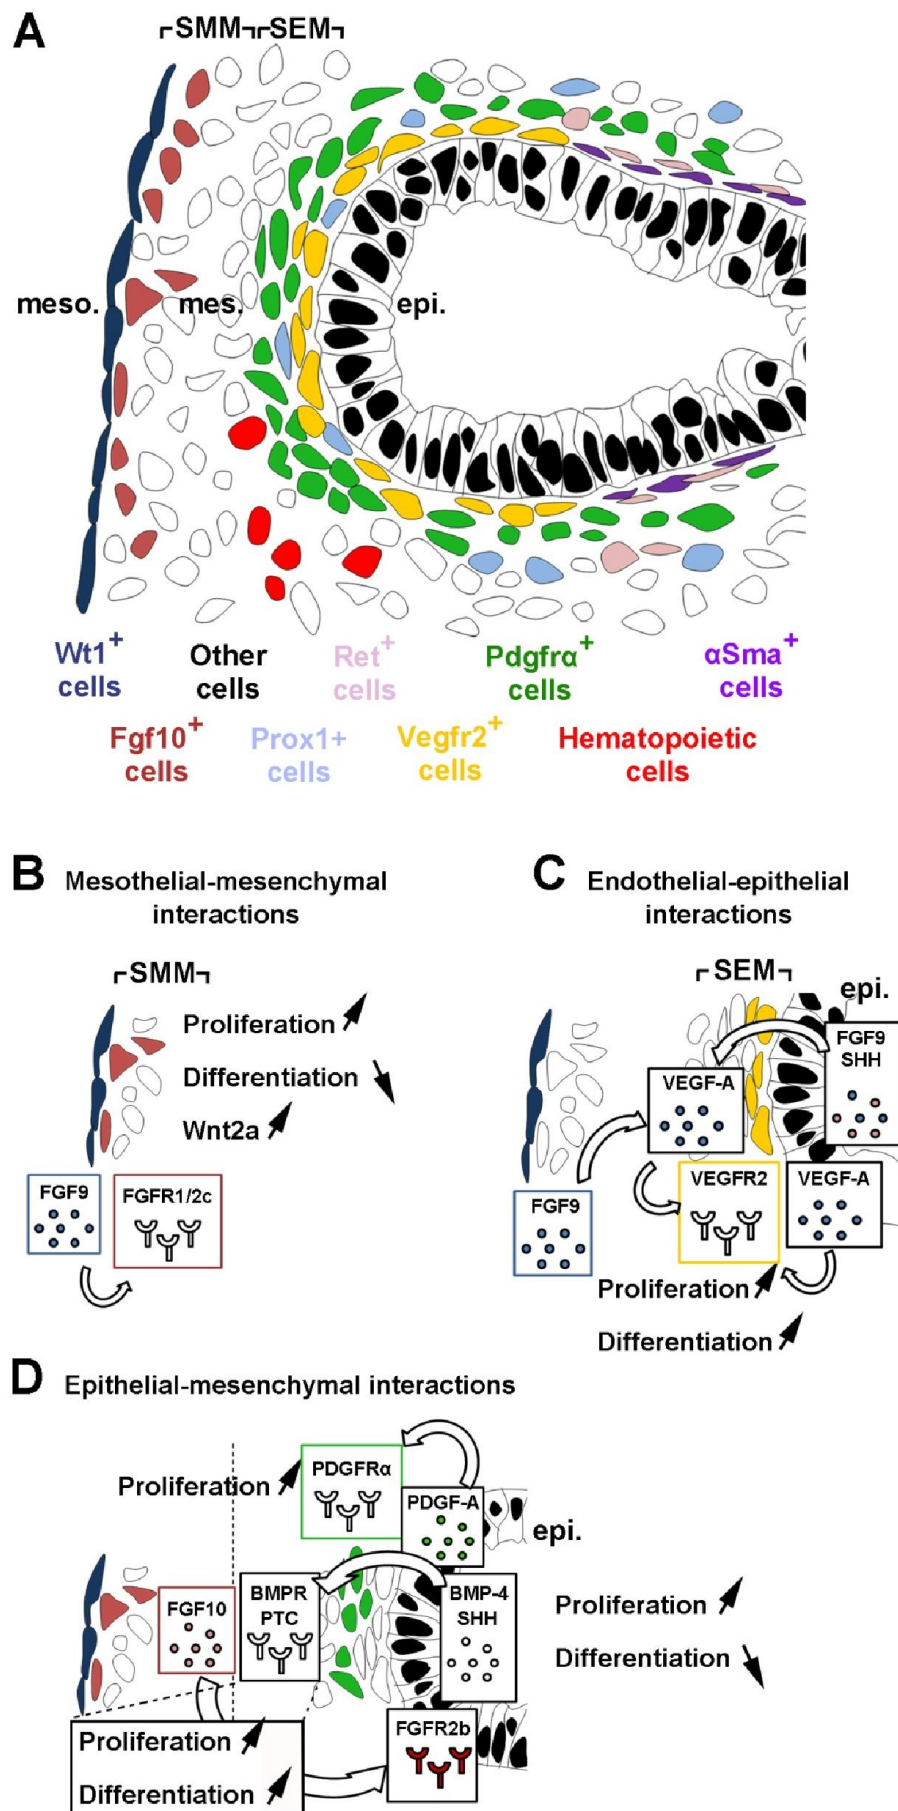 A
SMM SEM
meso. mes. epi.
Wt1+ cells
Other cells
Ret+ cells
Pdgfrα+ cells
αSma+ cells
Fgf10+ cells
Prox1+ cells
Vegfr2+ cells
Hematopoietic cells
B
Mesothelial-mesenchymal
interactions
SMM
Proliferation
Differentiation
Wnt2a
FGF9
FGFR1/2c
C
Endothelial-epithelial
interactions
SEM
epi.
FGF9
SHH
VEGF-A
VEGFR2
VEGF-A
FGF9
Proliferation
Differentiation
D
Epithelial-mesenchymal interactions
Proliferation
PDGFRα
PDGF-A
epi.
FGF10
BMPR
PTC
BMP-4
SHH
Proliferation
Differentiation
FGFR2b
Proliferation
Differentiation